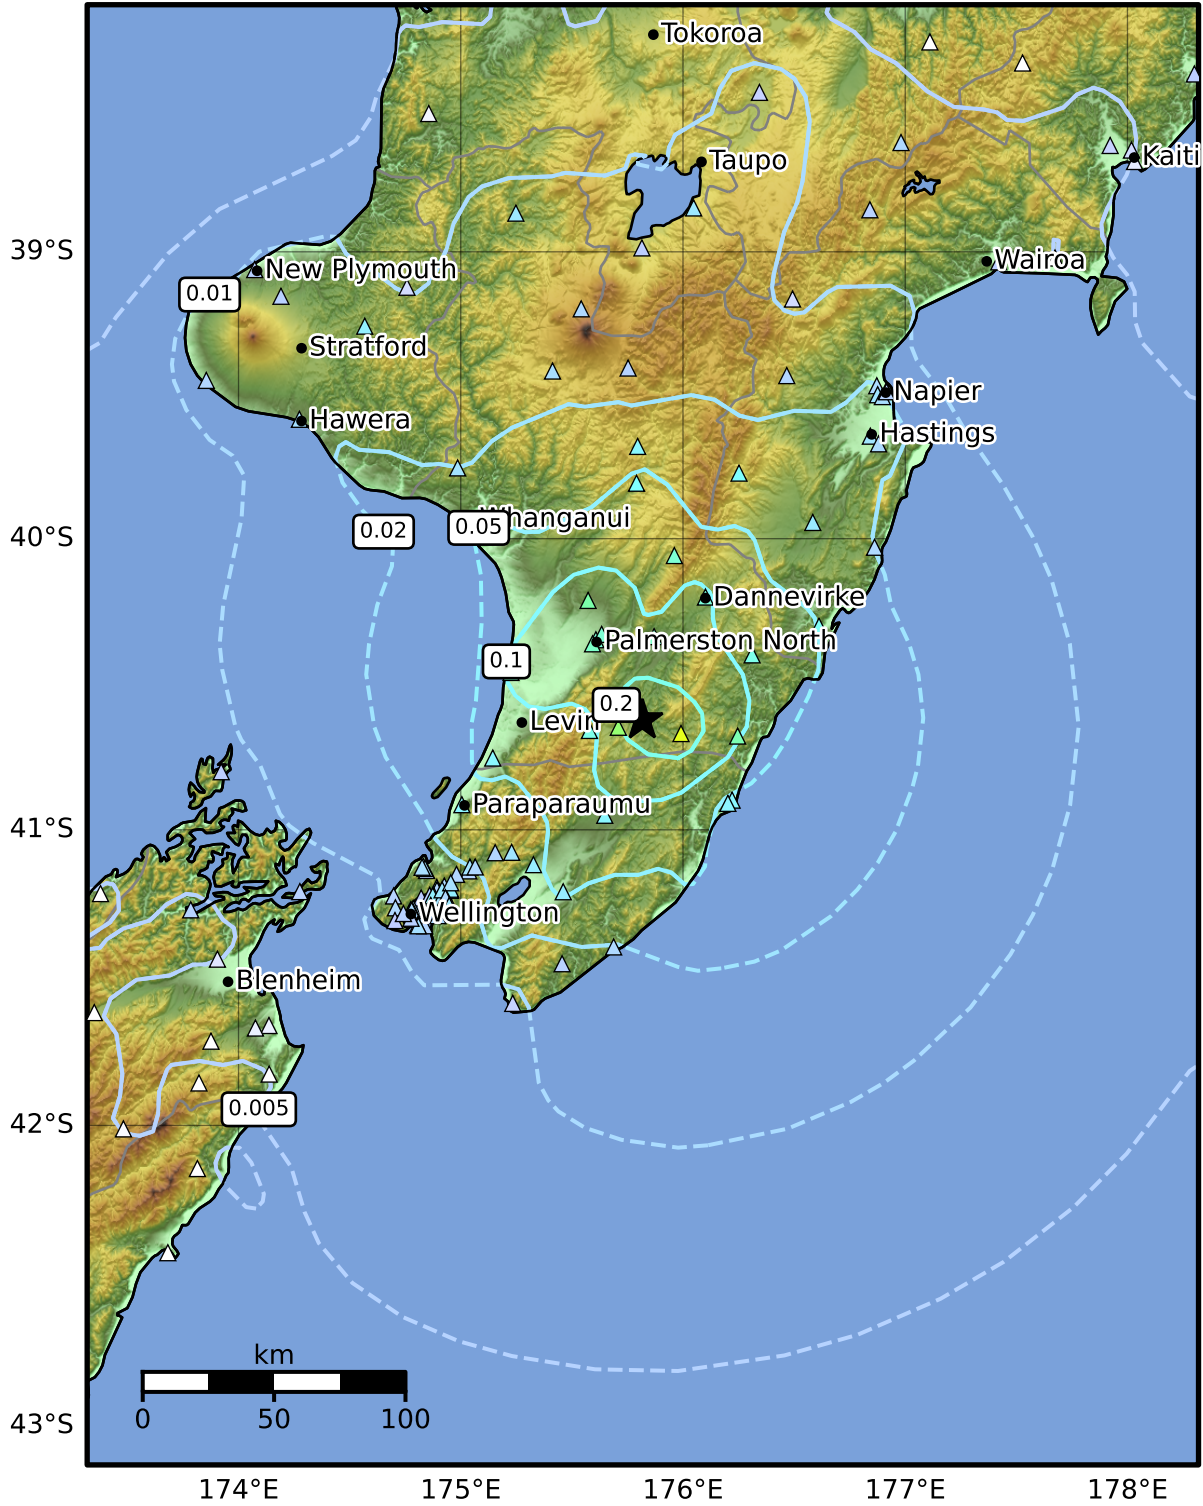 Tokoroa
Taupo
Kaiti
39°S
New Plymouth
Wairoa
0.01
Stratford
Napier
Hawera
Hastings
Whanganui
0.02
0.05
40°S
Dannevirke
Palmerston North
0.1
0.2
Levin
Paraparaumu
41°S
Wellington
Blenheim
0.005
42°S
km
0
50
100
43°S
174°E
175°E
176°E
177°E
178°E